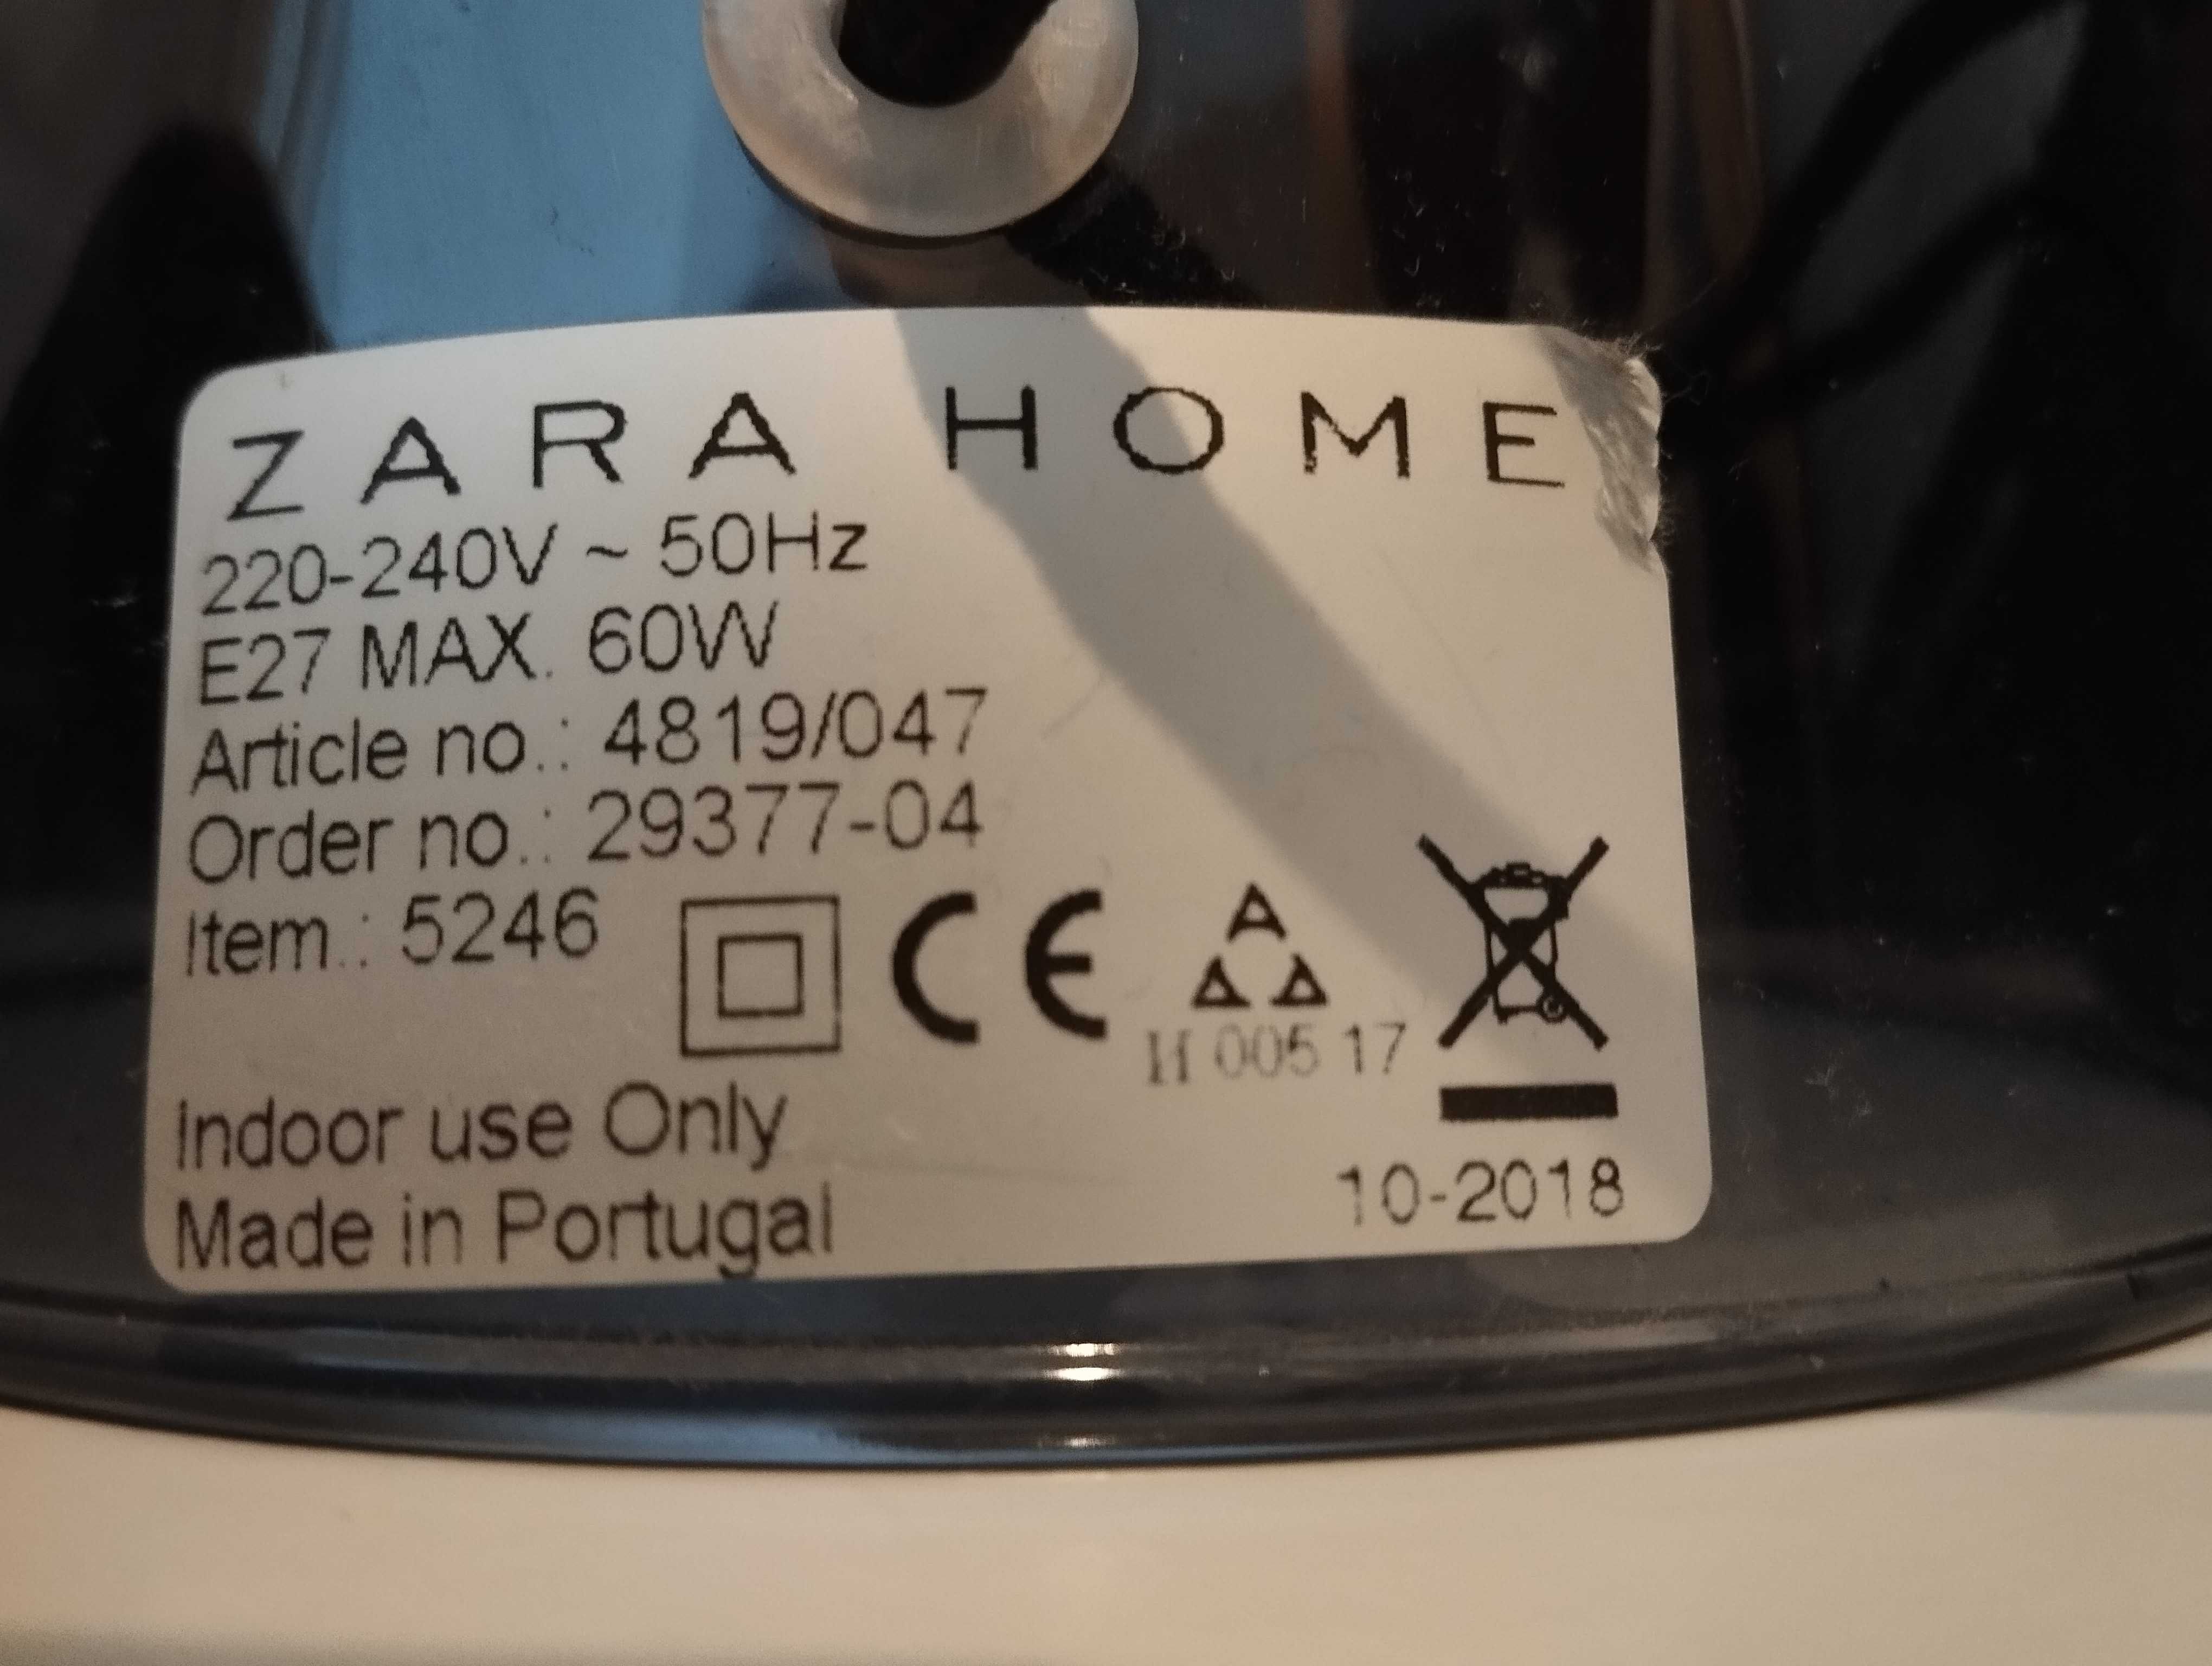 ZARA HOME
220-240V ~ 50Hz
E27 MAX. 60W
Article no.: 4819/047
Order no.: 29377-04
Item.: 5246
CE
005 17
Indoor use Only
Made in Portugal
10-2018